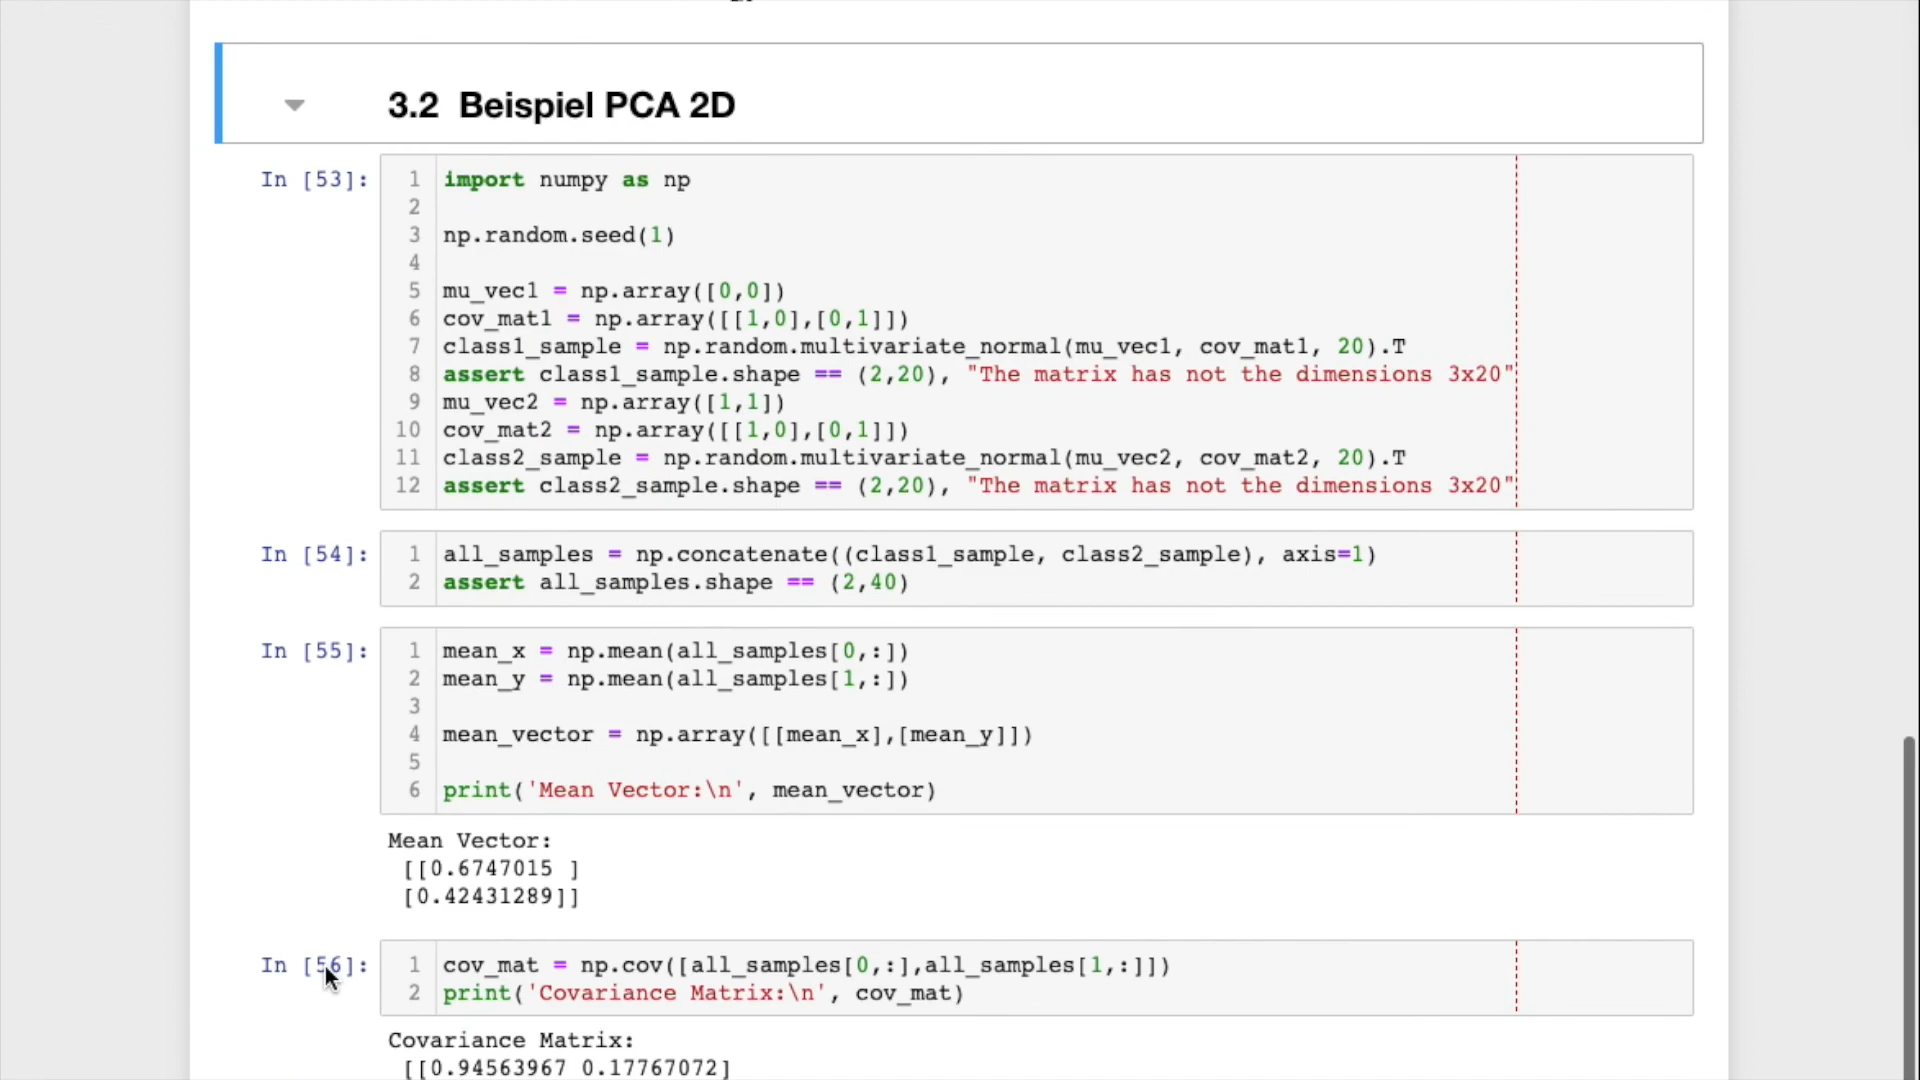 3.2 Beispiel PCA 2D
In [53]:
1 import numpy as np
2
3 np.random.seed(1)
4
5 mu_vec1 = np.array([0,0])
6 cov_mat1 = np.array([[1,0],[0,1]])
7 class1_sample = np.random.multivariate_normal(mu_vec1, cov_mat1, 20).T
8 assert class1_sample.shape == (2,20), "The matrix has not the dimensions 3x20"
9 mu_vec2 = np.array([1,1])
10 cov_mat2 = np.array([[1,0],[0,1]])
11 class2_sample = np.random.multivariate_normal(mu_vec2, cov_mat2, 20).T
12 assert class2_sample.shape == (2,20), "The matrix has not the dimensions 3x20"
In [54]:
1 all_samples = np.concatenate((class1_sample, class2_sample), axis=1)
2 assert all_samples.shape == (2,40)
In [55]:
1 mean_x = np.mean(all_samples[0,:])
2 mean_y = np.mean(all_samples[1,:])
3
4 mean_vector = np.array([[mean_x],[mean_y]])
5
6 print('Mean Vector:\n', mean_vector)
Mean Vector:
[[0.6747015 ]
[0.42431289]]
In [56]:
1 cov_mat = np.cov([all_samples[0,:],all_samples[1,:]])
2 print('Covariance Matrix:\n', cov_mat)
Covariance Matrix:
[[0.94563967 0.17767072]